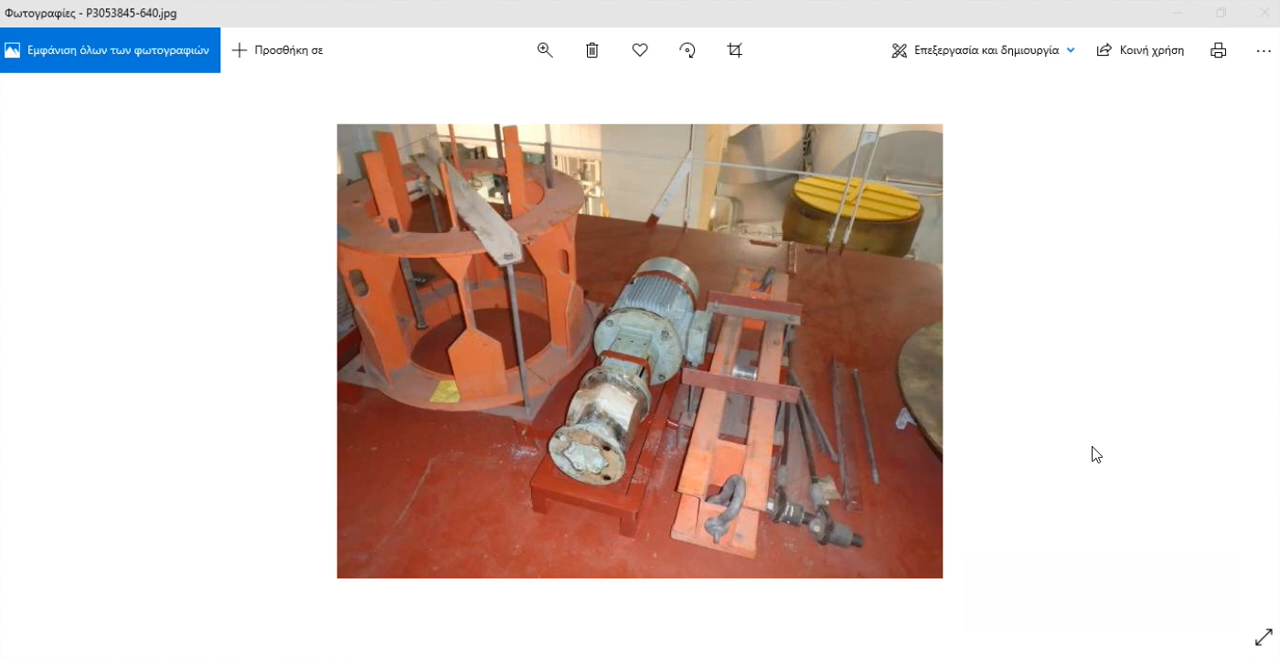 Φωτογραφίες - P3053845-640.jpg
Εμφάνιση όλων των φωτογραφιών
Προσθήκη σε
Επεξεργασία και δημιουργία
Κοινή χρήση